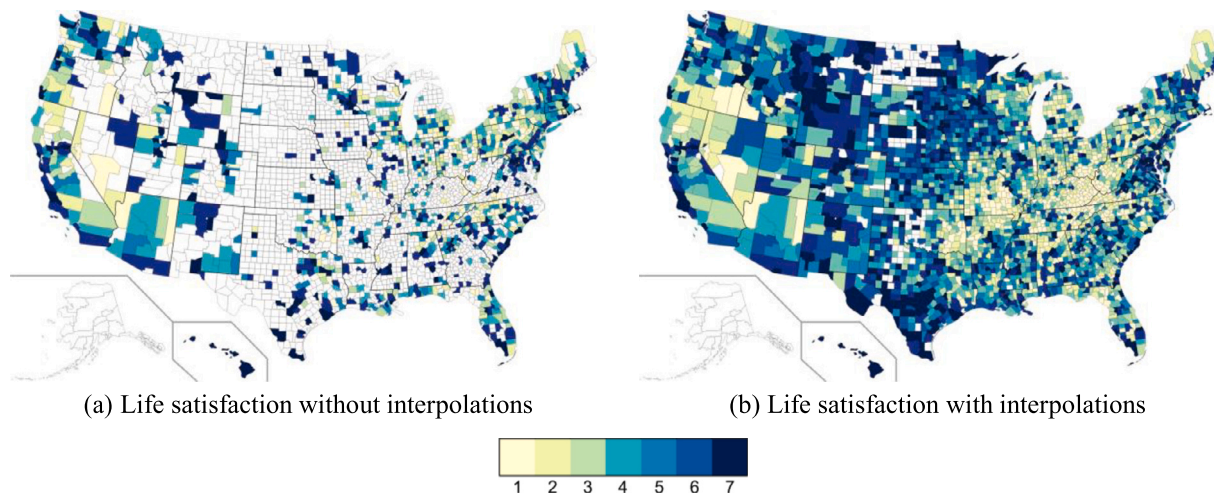 (a) Life satisfaction without interpolations
(b) Life satisfaction with interpolations
1 2 3 4 5 6 7